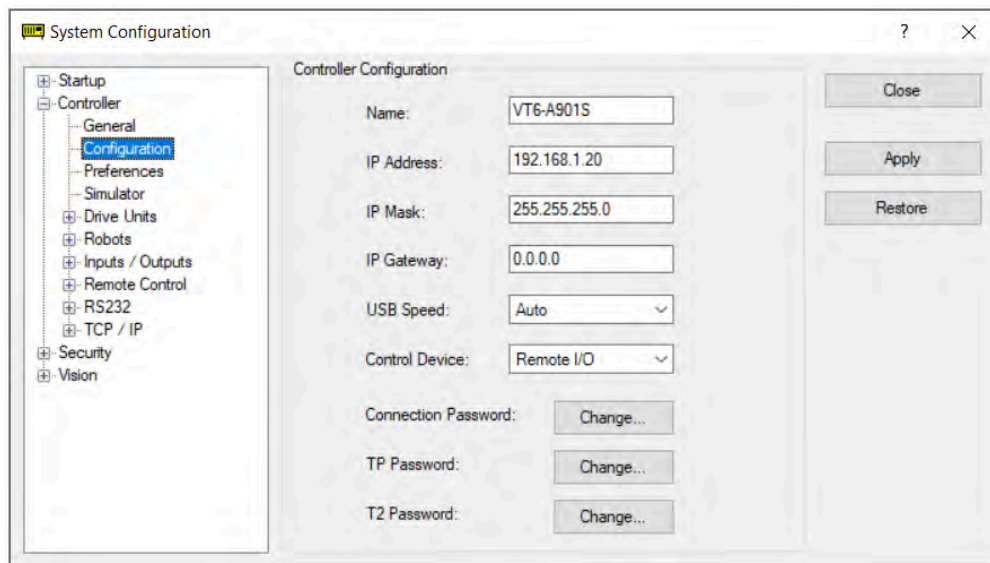 System Configuration
?
Startup
Controller
General
Configuration
Preferences
Simulator
Drive Units
Robots
Inputs / Outputs
Remote Control
RS232
TCP / IP
Security
Vision
Controller Configuration
Name: VT6-A901S
IP Address: 192.168.1.20
IP Mask: 255.255.255.0
IP Gateway: 0.0.0.0
USB Speed: Auto
Control Device: Remote I/O
Connection Password: Change...
TP Password: Change...
T2 Password: Change...
Close
Apply
Restore